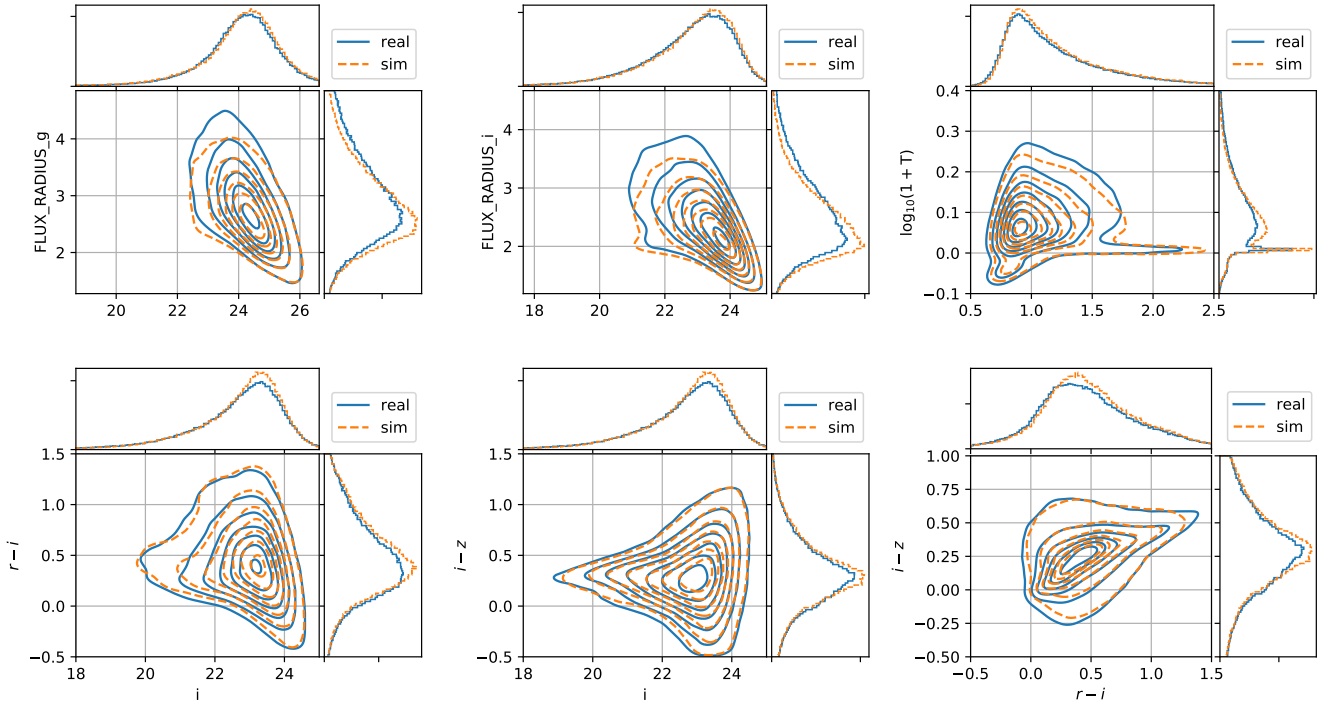 real
sim
FLUX_RADIUS_g
4
3
2
20
22
24
26
real
sim
FLUX_RADIUS_i
4
3
2
18
20
22
24
real
sim
log₁₀(1 + T)
0.4
0.3
0.2
0.1
0.0
−0.1
0.5
1.0
1.5
2.0
2.5
real
sim
r − i
1.5
1.0
0.5
0.0
−0.5
18
20
22
24
i
real
sim
i − z
1.5
1.0
0.5
0.0
−0.5
18
20
22
24
i
real
sim
i − z
1.00
0.75
0.50
0.25
0.00
−0.25
−0.50
−0.5
0.0
0.5
1.0
1.5
r − i